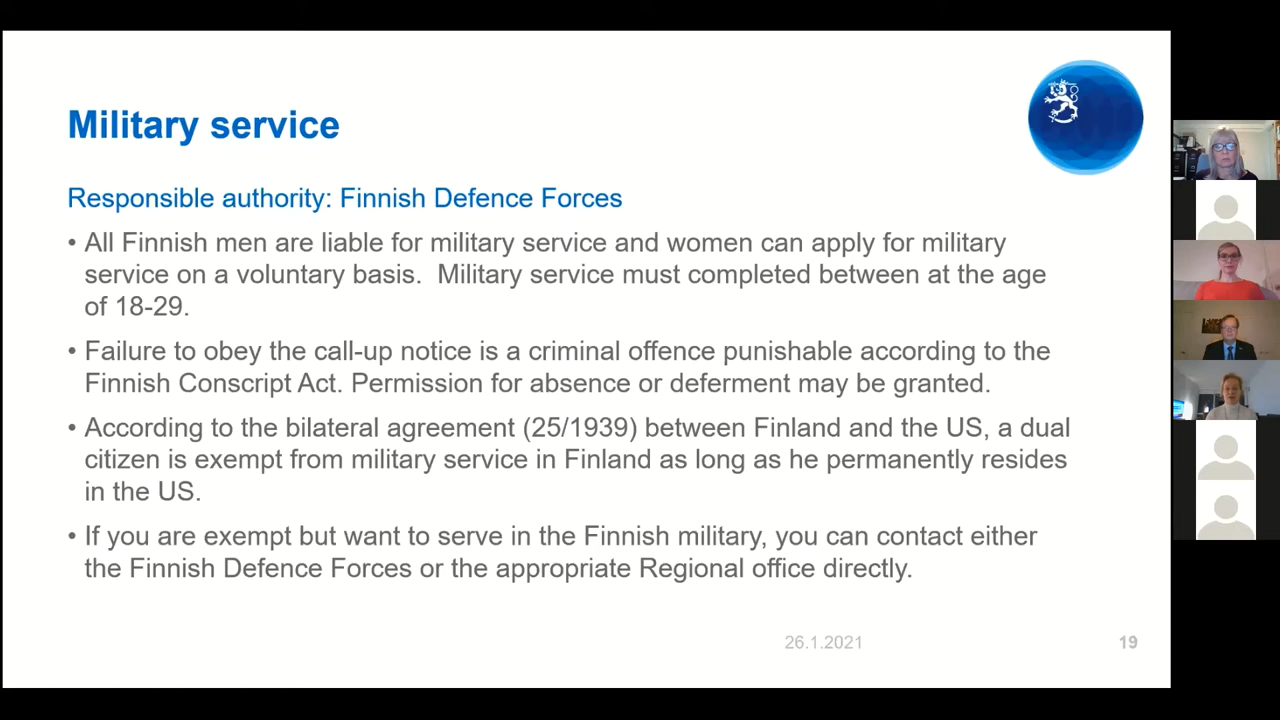 Military service
Responsible authority: Finnish Defence Forces
• All Finnish men are liable for military service and women can apply for military
service on a voluntary basis.  Military service must completed between at the age
of 18-29.
• Failure to obey the call-up notice is a criminal offence punishable according to the
Finnish Conscript Act. Permission for absence or deferment may be granted.
• According to the bilateral agreement (25/1939) between Finland and the US, a dual
citizen is exempt from military service in Finland as long as he permanently resides
in the US.
• If you are exempt but want to serve in the Finnish military, you can contact either
the Finnish Defence Forces or the appropriate Regional office directly.
26.1.2021
19